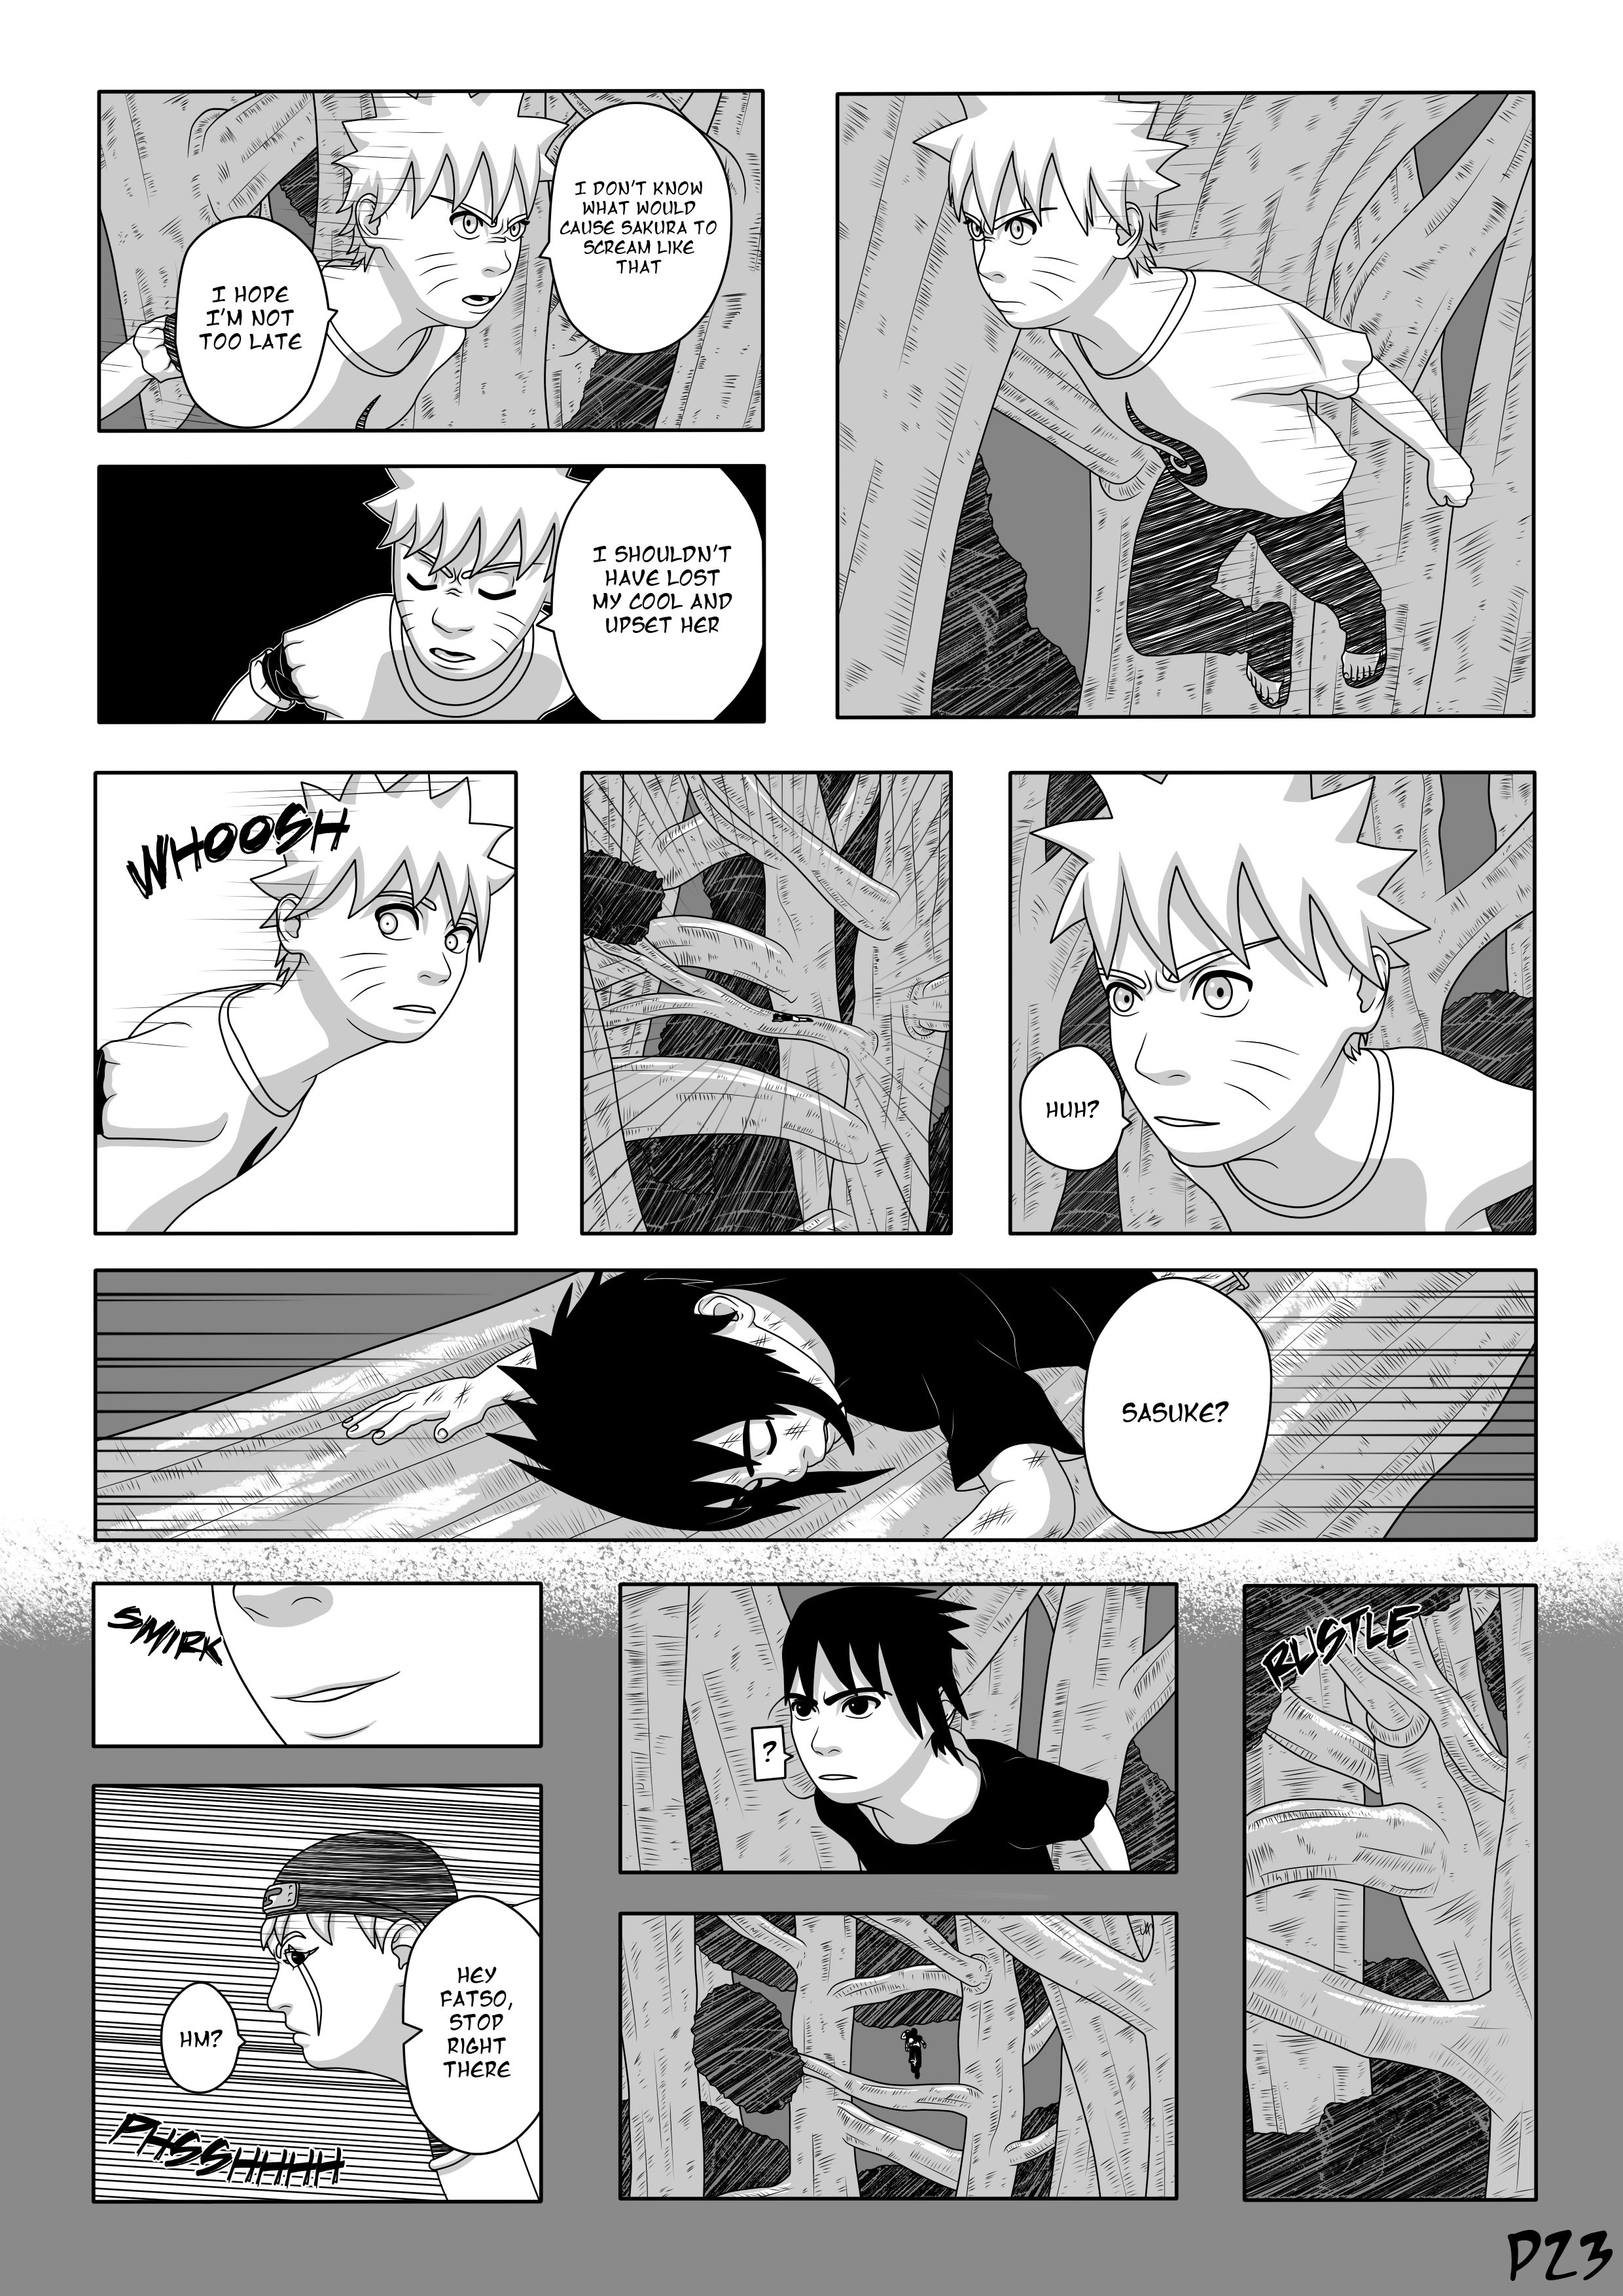 I DON'T KNOW
WHAT WOULD
CAUSE SAKURA TO
SCREAM LIKE
THAT
I HOPE
I'M NOT
TOO LATE
I SHOULDN'T
HAVE LOST
MY COOL AND
UPSET HER
HUH?
WHOOSH
SASUKE?
RUSTLE
?
SMIRK
HEY
FATSO,
STOP
RIGHT
THERE
HM?
PHSSHHHH
P23